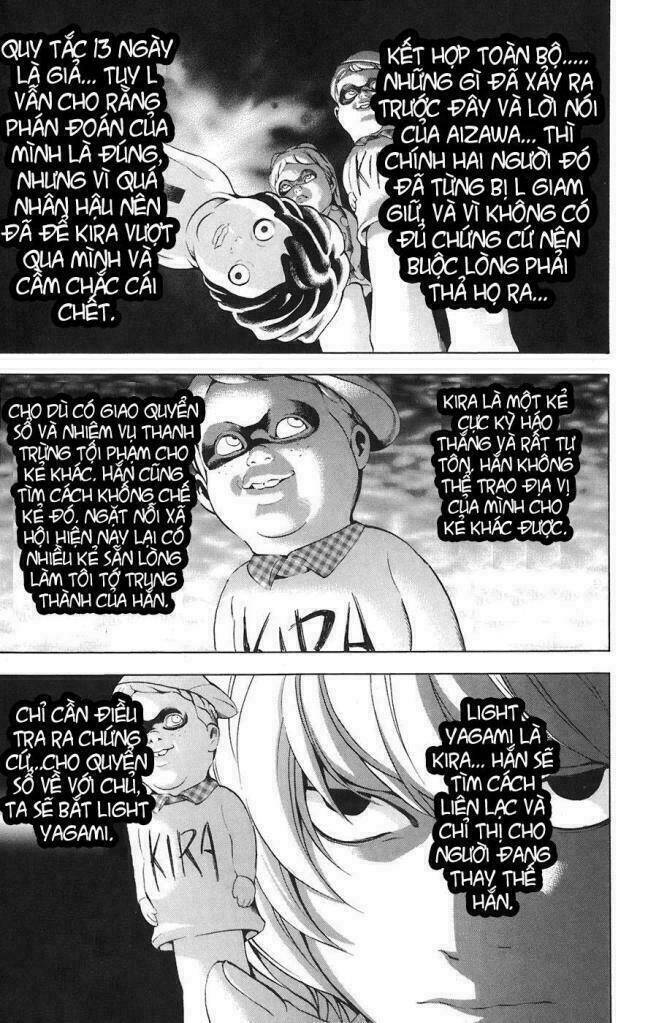 KẾT HỢP TOÀN BỘ.....
NHỮNG GÌ ĐÃ XẢY RA
TRƯỚC ĐÂY VÀ LỜI NÓI
CỦA AIZAWA... THÌ
CHÍNH HAI NGƯỜI ĐÓ
ĐÃ TỪNG BỊ L GIAM
GIỮ, VÀ VÌ KHÔNG CÓ
ĐỦ CHỨNG CỨ NÊN
BUỘC LÒNG PHẢI
THẢ HỌ RA...
QUY TẮC 13 NGÀY
LÀ GIẢ... TUY L
VẪN CHO RẰNG
PHÁN ĐOÁN CỦA
MÌNH LÀ ĐÚNG,
NHƯNG VÌ QUÁ
NHÂN HẬU NÊN
ĐÃ ĐỂ KIRA VƯỢT
QUA MÌNH VÀ
CẦM CHẮC CÁI
CHẾT.
KIRA LÀ MỘT KẺ
CỰC KỲ HÁO
THẮNG VÀ RẤT TỰ
TÔN. HẮN KHÔNG
THỂ TRAO ĐỊA VỊ
CỦA MÌNH CHO
KẺ KHÁC ĐƯỢC.
CHO DÙ CÓ GIAO QUYỂN
SỔ VÀ NHIỆM VỤ THANH
TRỪNG TỘI PHẠM CHO
KẺ KHÁC. HẮN CŨNG
TÌM CÁCH KHỐNG CHẾ
KẺ ĐÓ. NGẶT NỖI XÃ
HỘI HIỆN NAY LẠI CÓ
NHIỀU KẺ SẴN LÒNG
LÀM TÔI TỚ TRUNG
THÀNH CỦA HẮN.
KIRA
LIGHT
YAGAMI LÀ
KIRA... HẮN SẼ
TÌM CÁCH
LIÊN LẠC VÀ
CHỈ THỊ CHO
NGƯỜI ĐANG
THAY THẾ
HẮN.
CHỈ CẦN ĐIỀU
TRA RA CHỨNG
CỨ...CHO QUYỂN
SỔ VỀ VỚI CHỦ,
TA SẼ BẮT LIGHT
YAGAMI.
KIRA